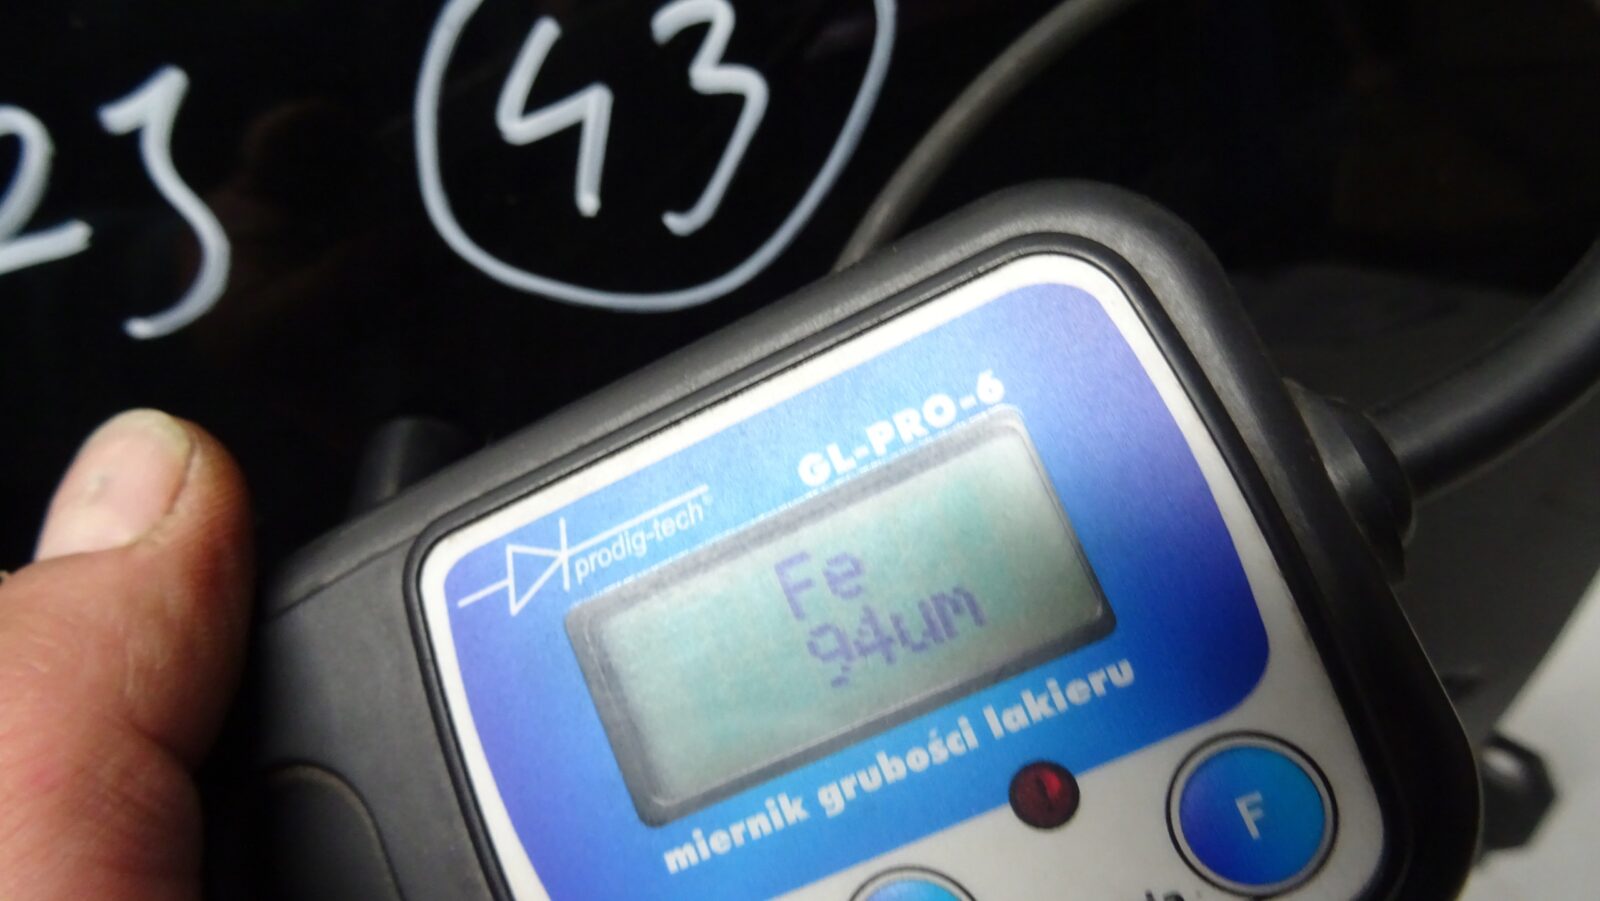 23
43
GL-PRO-6
prodig-tech®
Fe
94um
miernik grubości lakieru
F